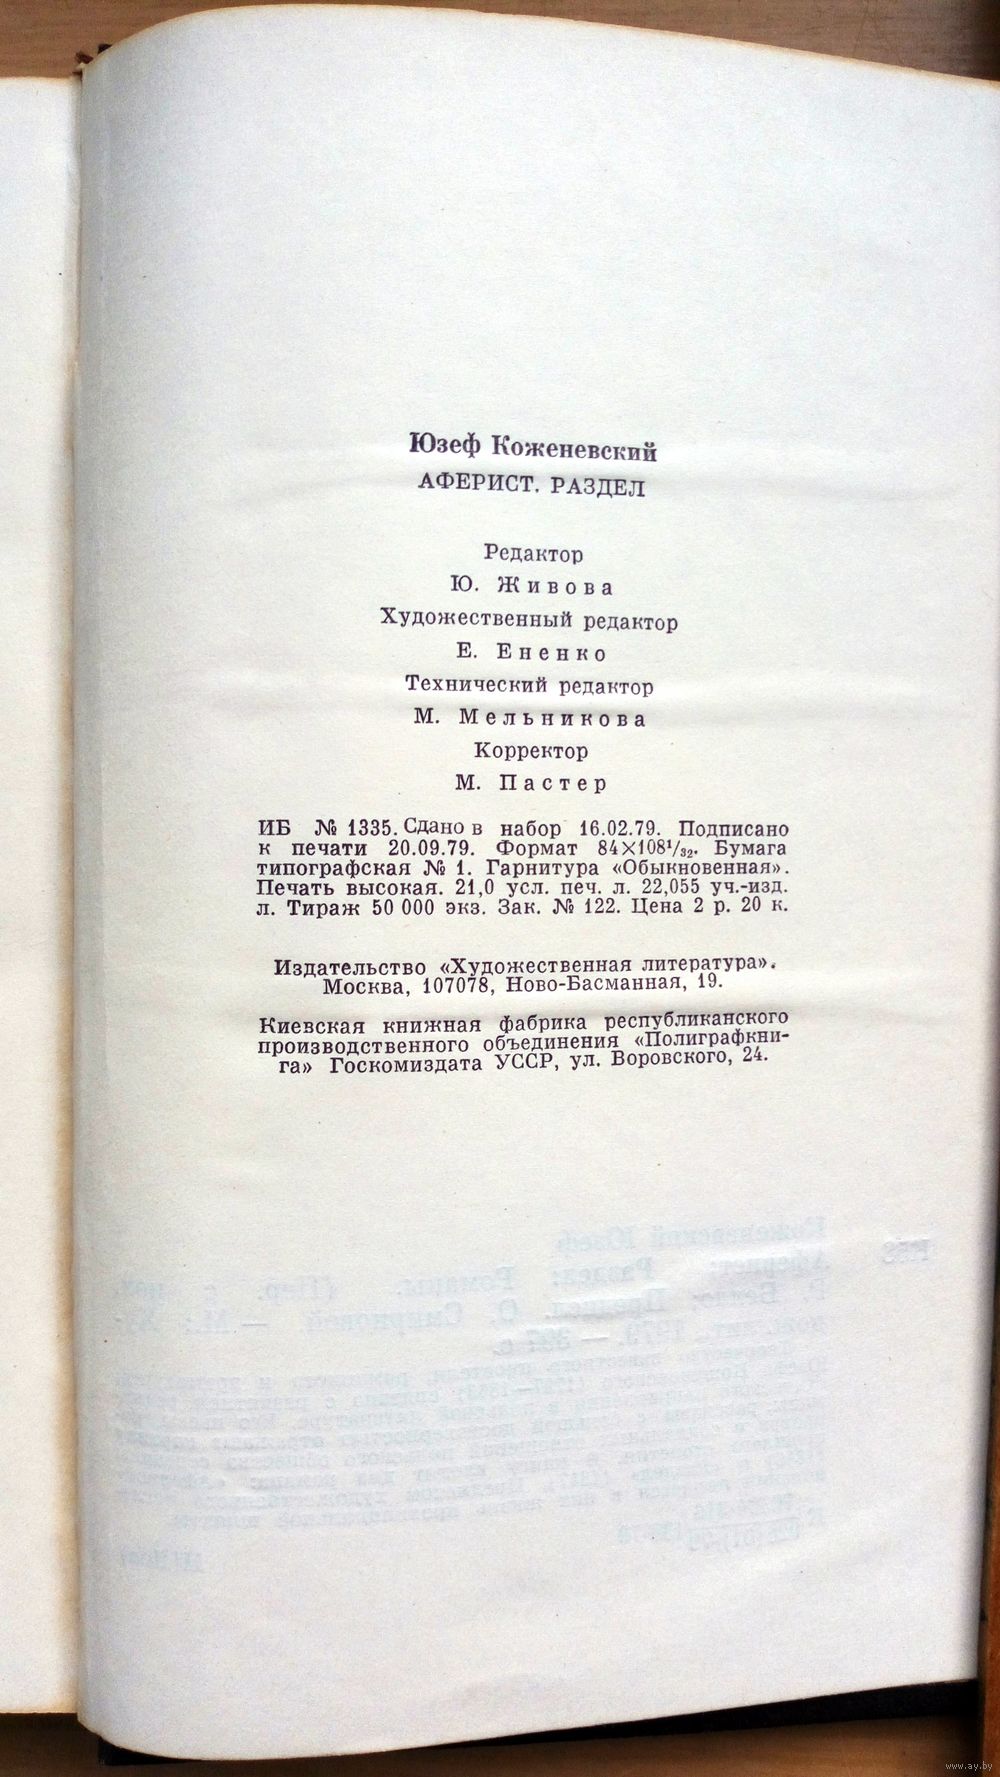 Юзеф Коженевский
АФЕРИСТ. РАЗДЕЛ
Редактор
Ю. Живова
Художественный редактор
Е. Ененко
Технический редактор
М. Мельникова
Корректор
М. Пастер
ИБ № 1335. Сдано в набор 16.02.79. Подписано
к печати 20.09.79. Формат 84×108¹/₃₂. Бумага
типографская № 1. Гарнитура «Обыкновенная».
Печать высокая. 21,0 усл. печ. л. 22,055 уч.-изд.
л. Тираж 50 000 экз. Зак. № 122. Цена 2 р. 20 к.
Издательство «Художественная литература».
Москва, 107078, Ново-Басманная, 19.
Киевская книжная фабрика республиканского
производственного объединения «Полиграфкни-
га» Госкомиздата УССР, ул. Воровского, 24.
www.ay.by